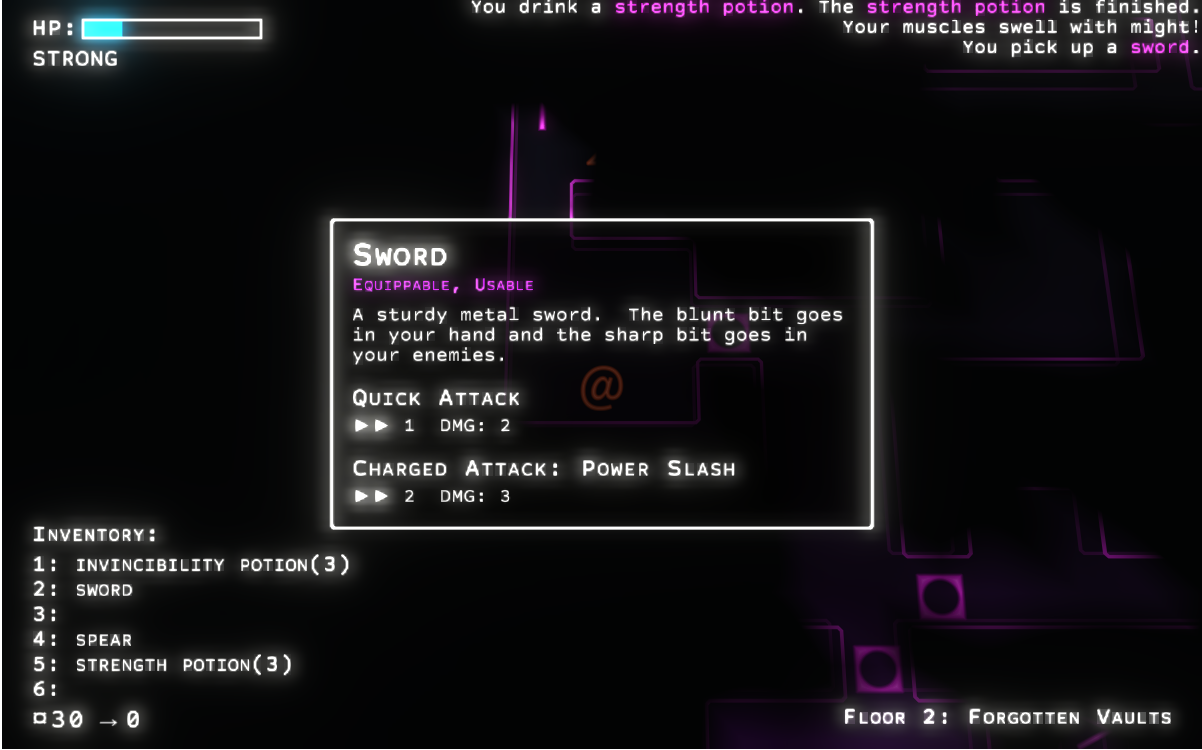 HP:
STRONG
You drink a strength potion. The strength potion is finished.
Your muscles swell with might!
You pick up a sword.
SWORD
EQUIPPABLE, USABLE
A sturdy metal sword.  The blunt bit goes
in your hand and the sharp bit goes in
your enemies.
@
QUICK ATTACK
▶▶ 1  DMG: 2
CHARGED ATTACK: POWER SLASH
▶▶ 2  DMG: 3
INVENTORY:
1: INVINCIBILITY POTION(3)
2: SWORD
3:
4: SPEAR
5: STRENGTH POTION(3)
6:
¤30 → 0
FLOOR 2: FORGOTTEN VAULTS